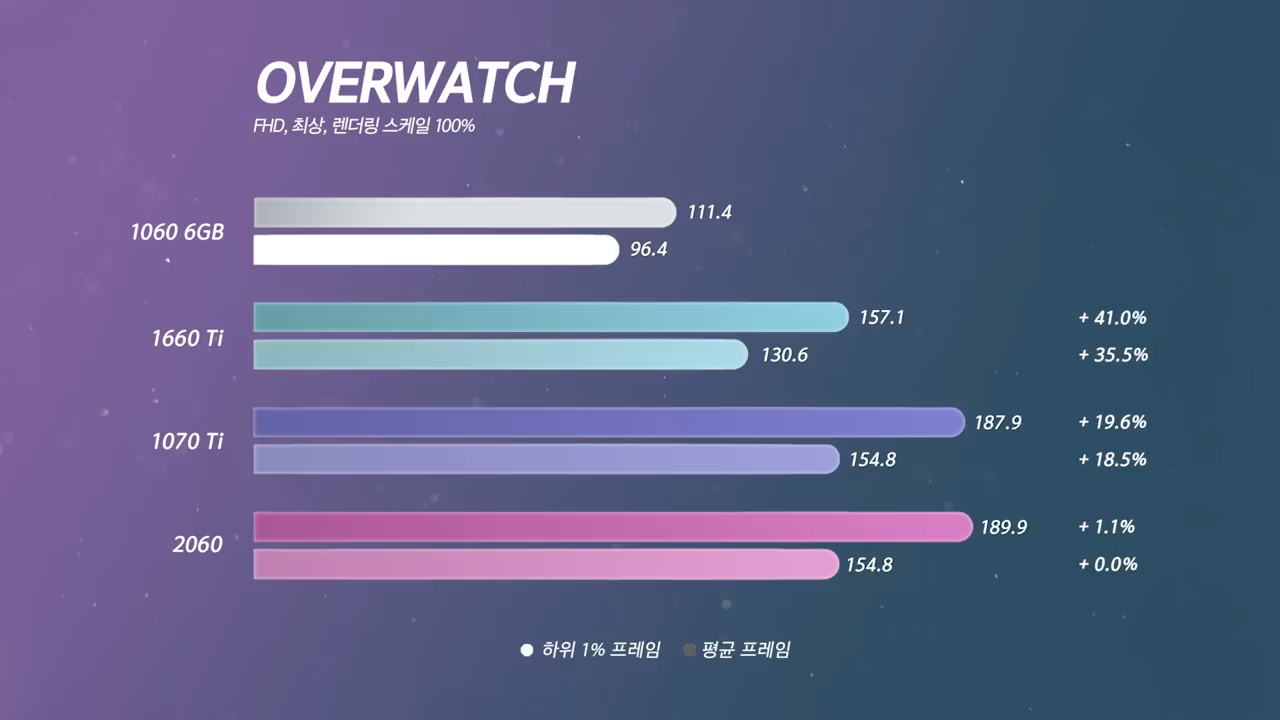 OVERWATCH
FHD, 최상, 렌더링 스케일 100%
1060 6GB
111.4
96.4
1660 Ti
157.1
+ 41.0%
130.6
+ 35.5%
1070 Ti
187.9
+ 19.6%
154.8
+ 18.5%
2060
189.9
+ 1.1%
154.8
+ 0.0%
하위 1% 프레임 평균 프레임